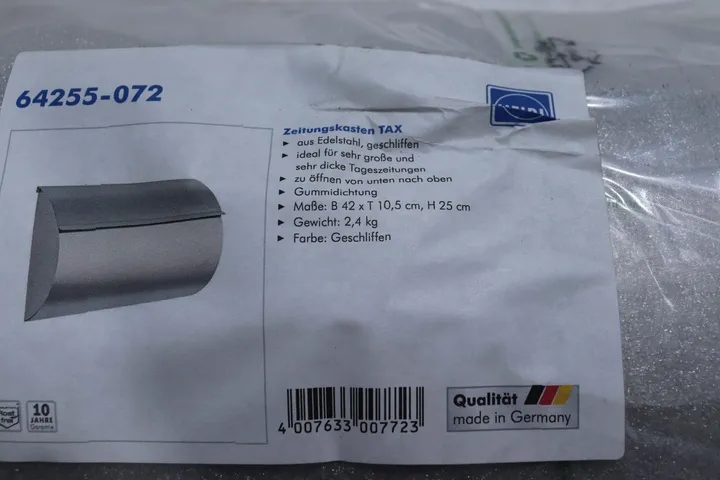 64255-072
Zeitungskasten TAX
▶ aus Edelstahl, geschliffen
▶ ideal für sehr große und
sehr dicke Tageszeitungen
▶ zu öffnen von unten nach oben
▶ Gummidichtung
▶ Maße: B 42 x T 10,5 cm, H 25 cm
▶ Gewicht: 2,4 kg
▶ Farbe: Geschliffen
frei
10
JAHRE
Garantie
4 007633 007723
Qualität
made in Germany